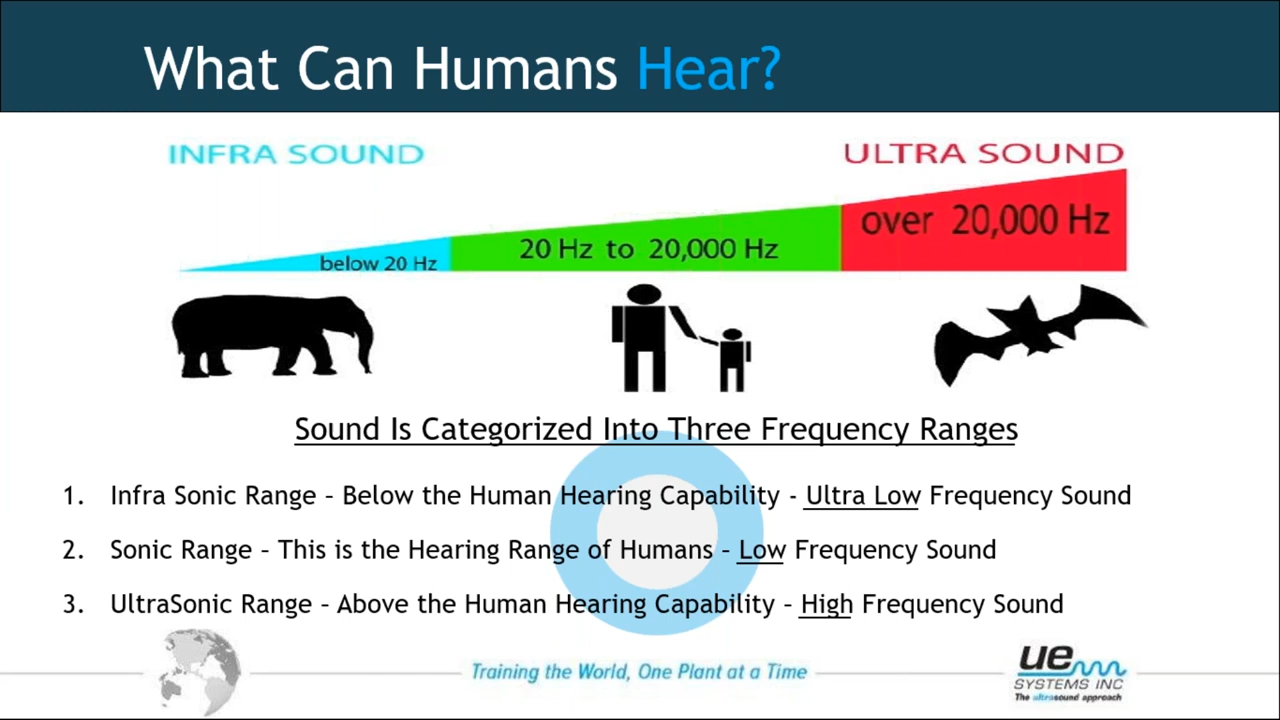 What Can Humans Hear?
INFRA SOUND
ULTRA SOUND
below 20 Hz
20 Hz to 20,000 Hz
over 20,000 Hz
Sound Is Categorized Into Three Frequency Ranges
1. Infra Sonic Range – Below the Human Hearing Capability - Ultra Low Frequency Sound
2. Sonic Range – This is the Hearing Range of Humans – Low Frequency Sound
3. UltraSonic Range – Above the Human Hearing Capability – High Frequency Sound
Training the World, One Plant at a Time
ue
SYSTEMS INC
The ultrasound approach